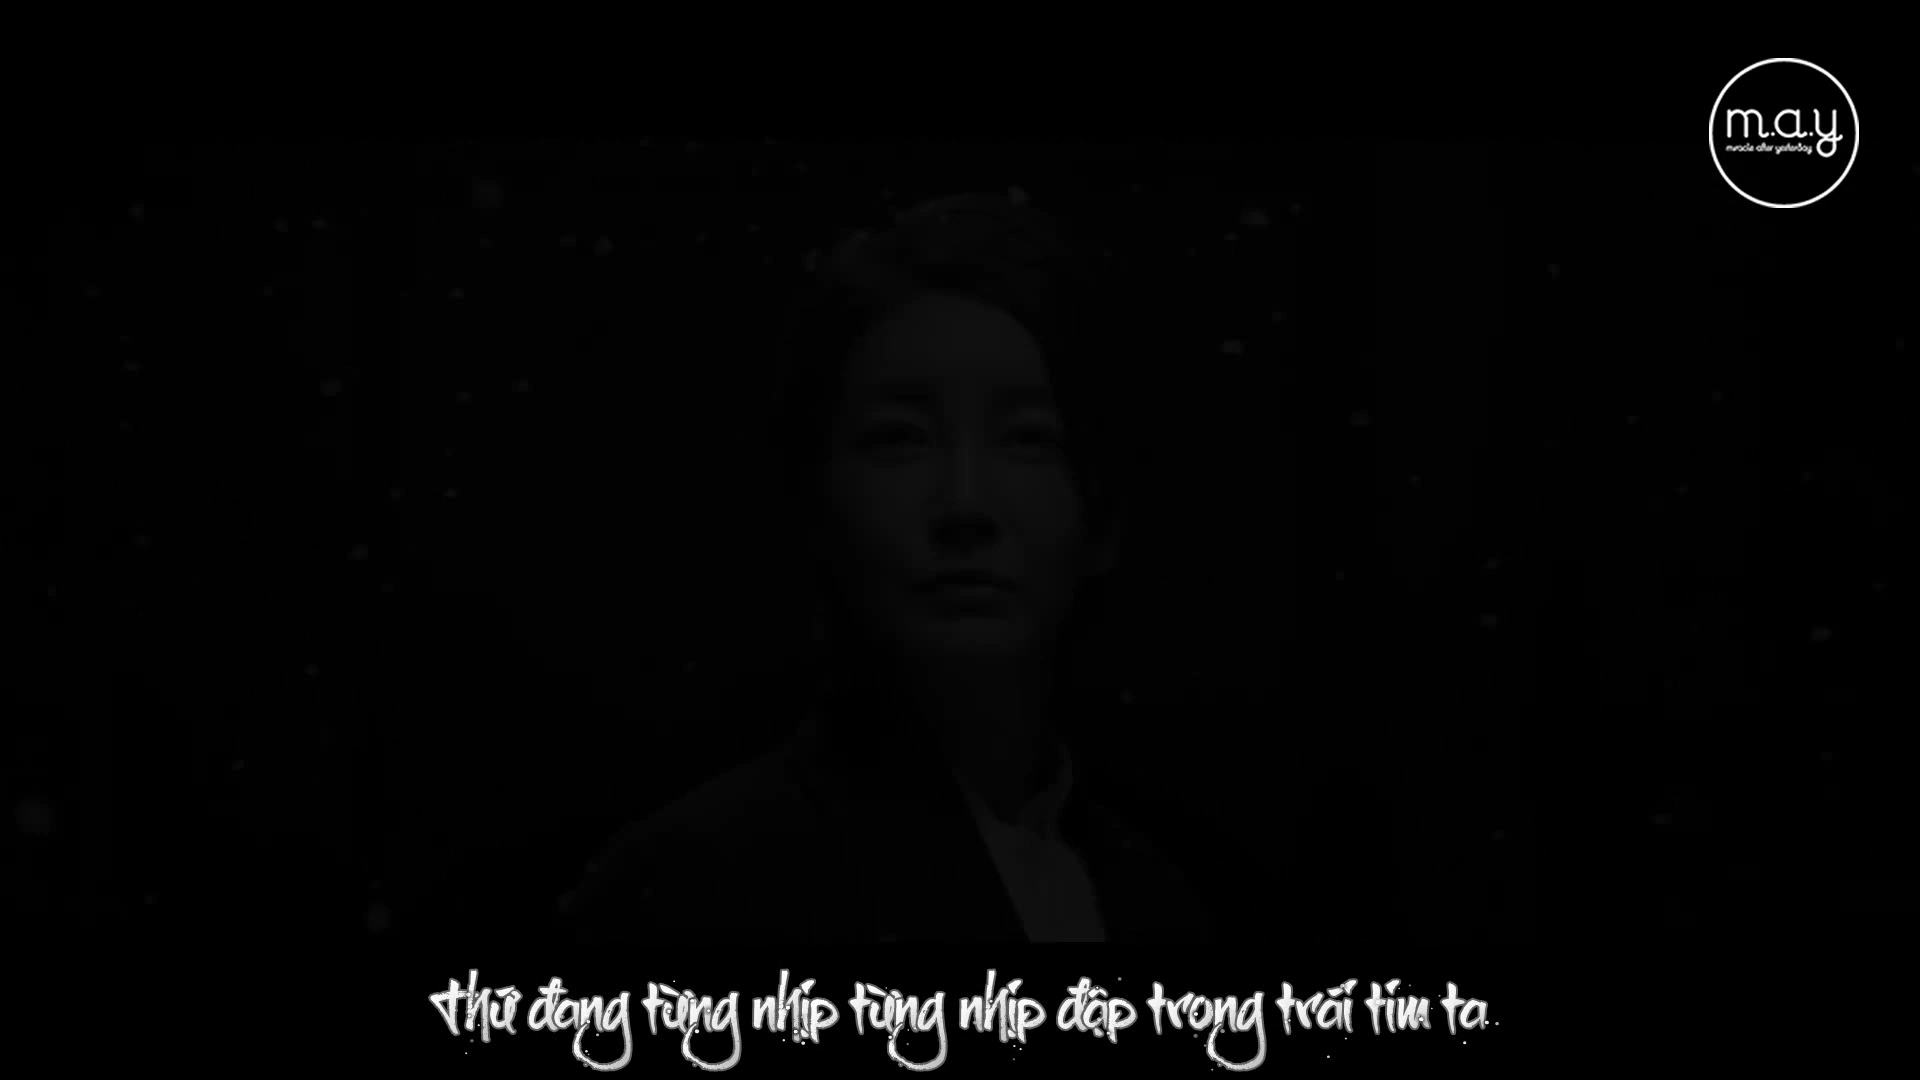 m.a.y
miracle after yesterday
thứ đang từng nhịp từng nhịp đập trong trái tim ta